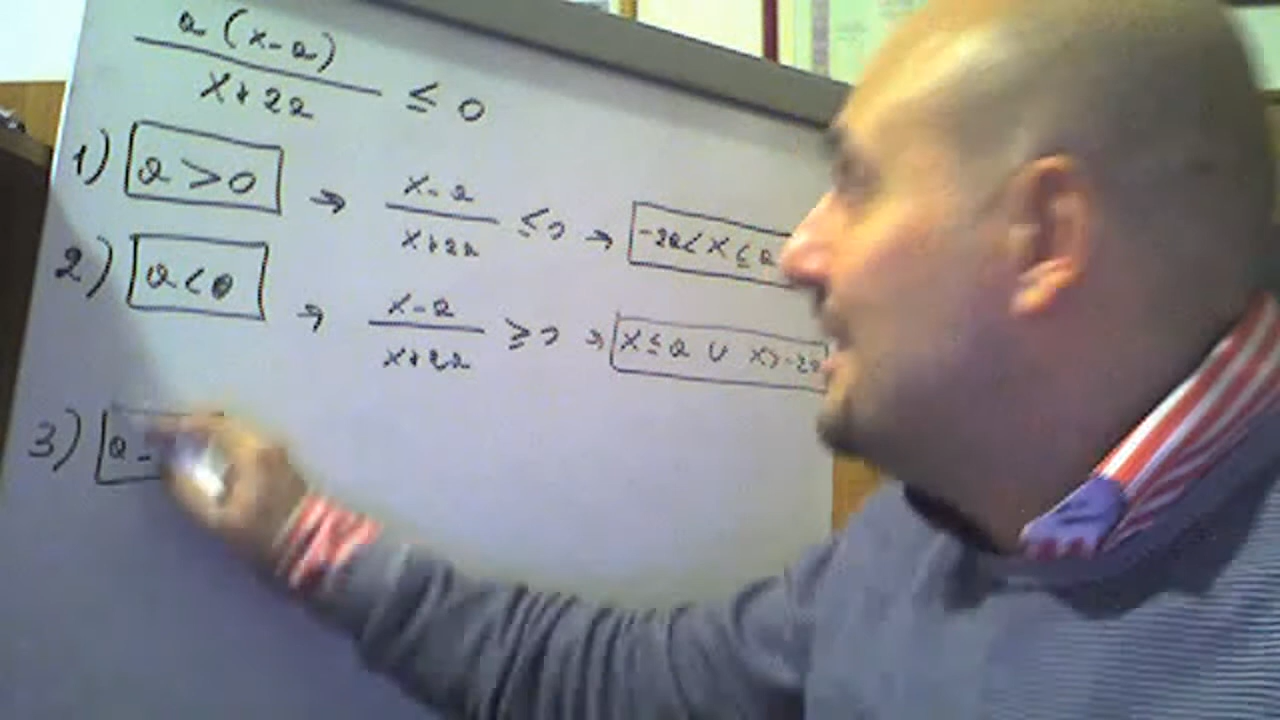 a(x-a)
x+2a ≤ 0
1) a>0 → x-a / x+2a ≤0 → -2a<x≤a
2) a<0 → x-a / x+2a ≥0 → x≤a ∪ x>-2a
3) a=